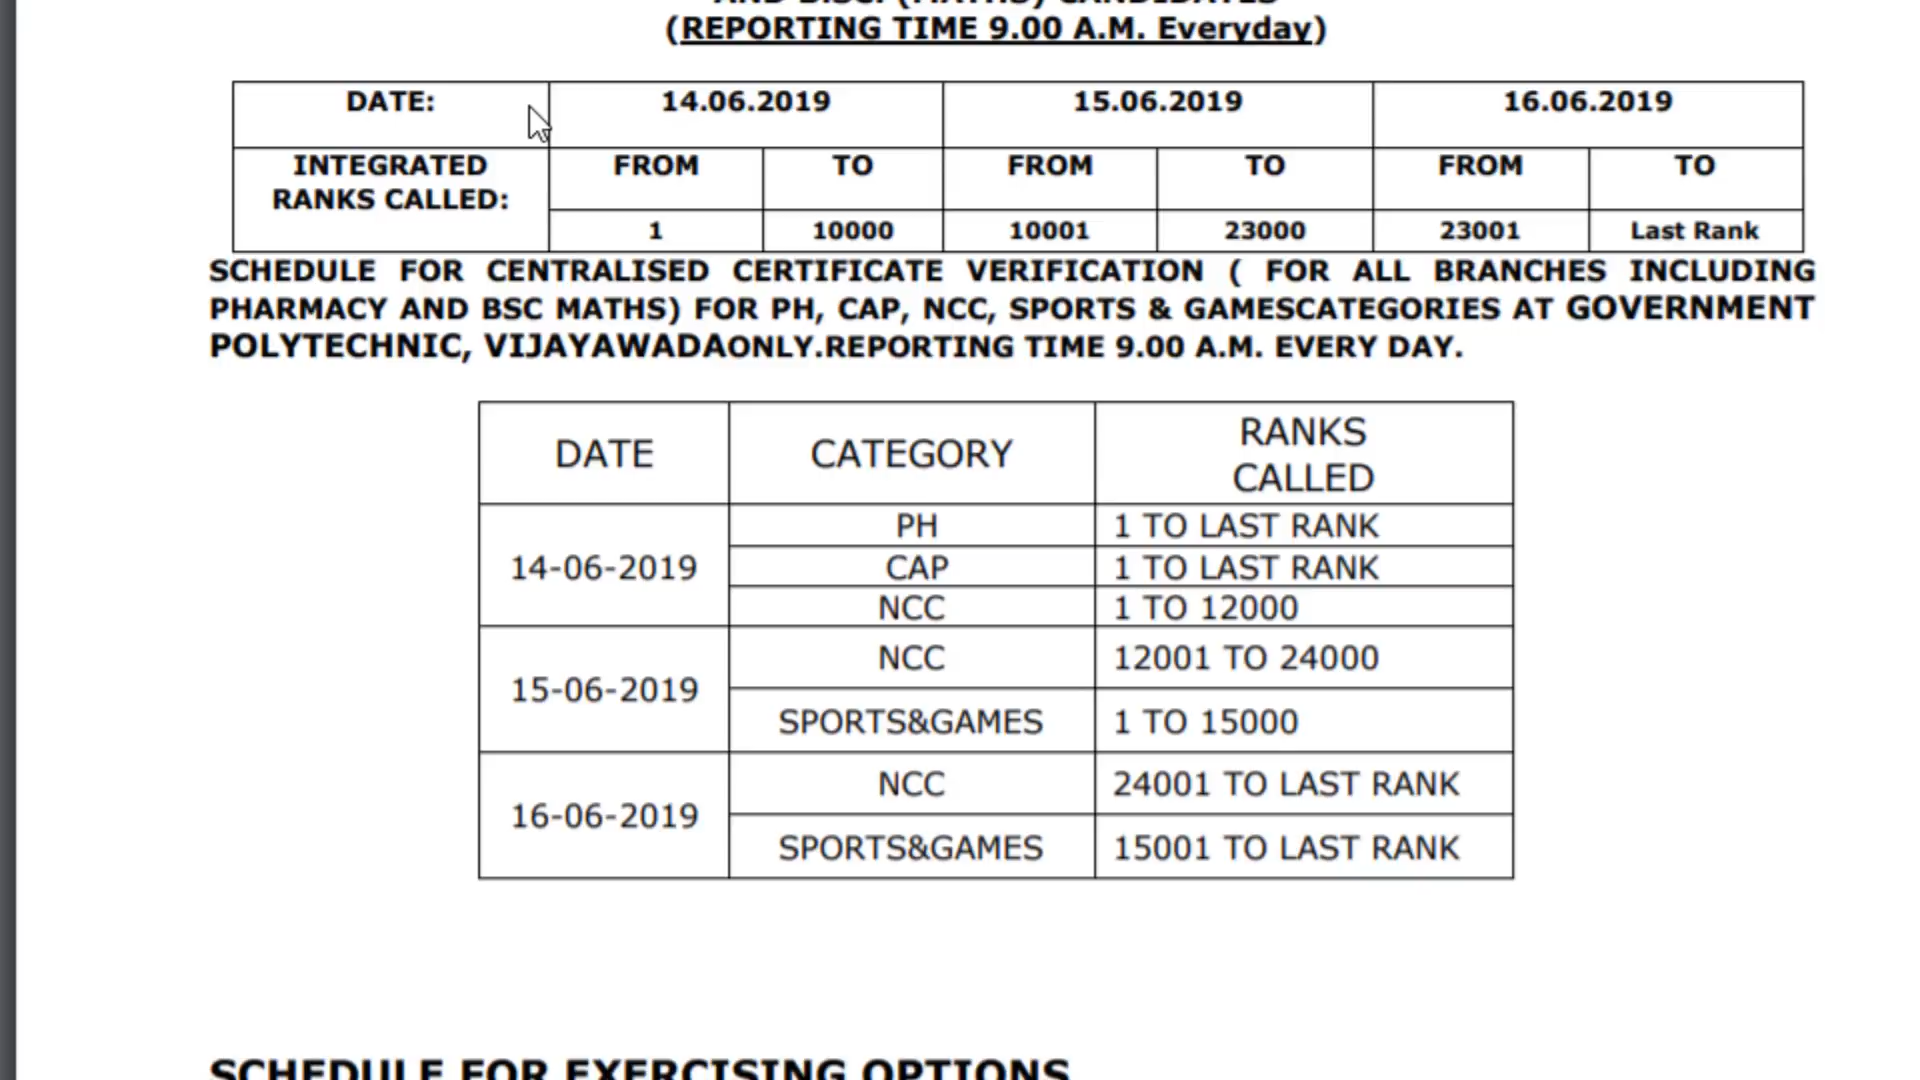 AND B.SC. (MATHS) CANDIDATES
(REPORTING TIME 9.00 A.M. Everyday)
DATE: 14.06.2019 15.06.2019 16.06.2019
INTEGRATED RANKS CALLED: FROM TO FROM TO FROM TO
1 10000 10001 23000 23001 Last Rank
SCHEDULE FOR CENTRALISED CERTIFICATE VERIFICATION ( FOR ALL BRANCHES INCLUDING
PHARMACY AND BSC MATHS) FOR PH, CAP, NCC, SPORTS & GAMESCATEGORIES AT GOVERNMENT
POLYTECHNIC, VIJAYAWADAONLY.REPORTING TIME 9.00 A.M. EVERY DAY.
DATE CATEGORY RANKS CALLED
14-06-2019 PH 1 TO LAST RANK
CAP 1 TO LAST RANK
NCC 1 TO 12000
15-06-2019 NCC 12001 TO 24000
SPORTS&GAMES 1 TO 15000
16-06-2019 NCC 24001 TO LAST RANK
SPORTS&GAMES 15001 TO LAST RANK
SCHEDULE FOR EXERCISING OPTIONS